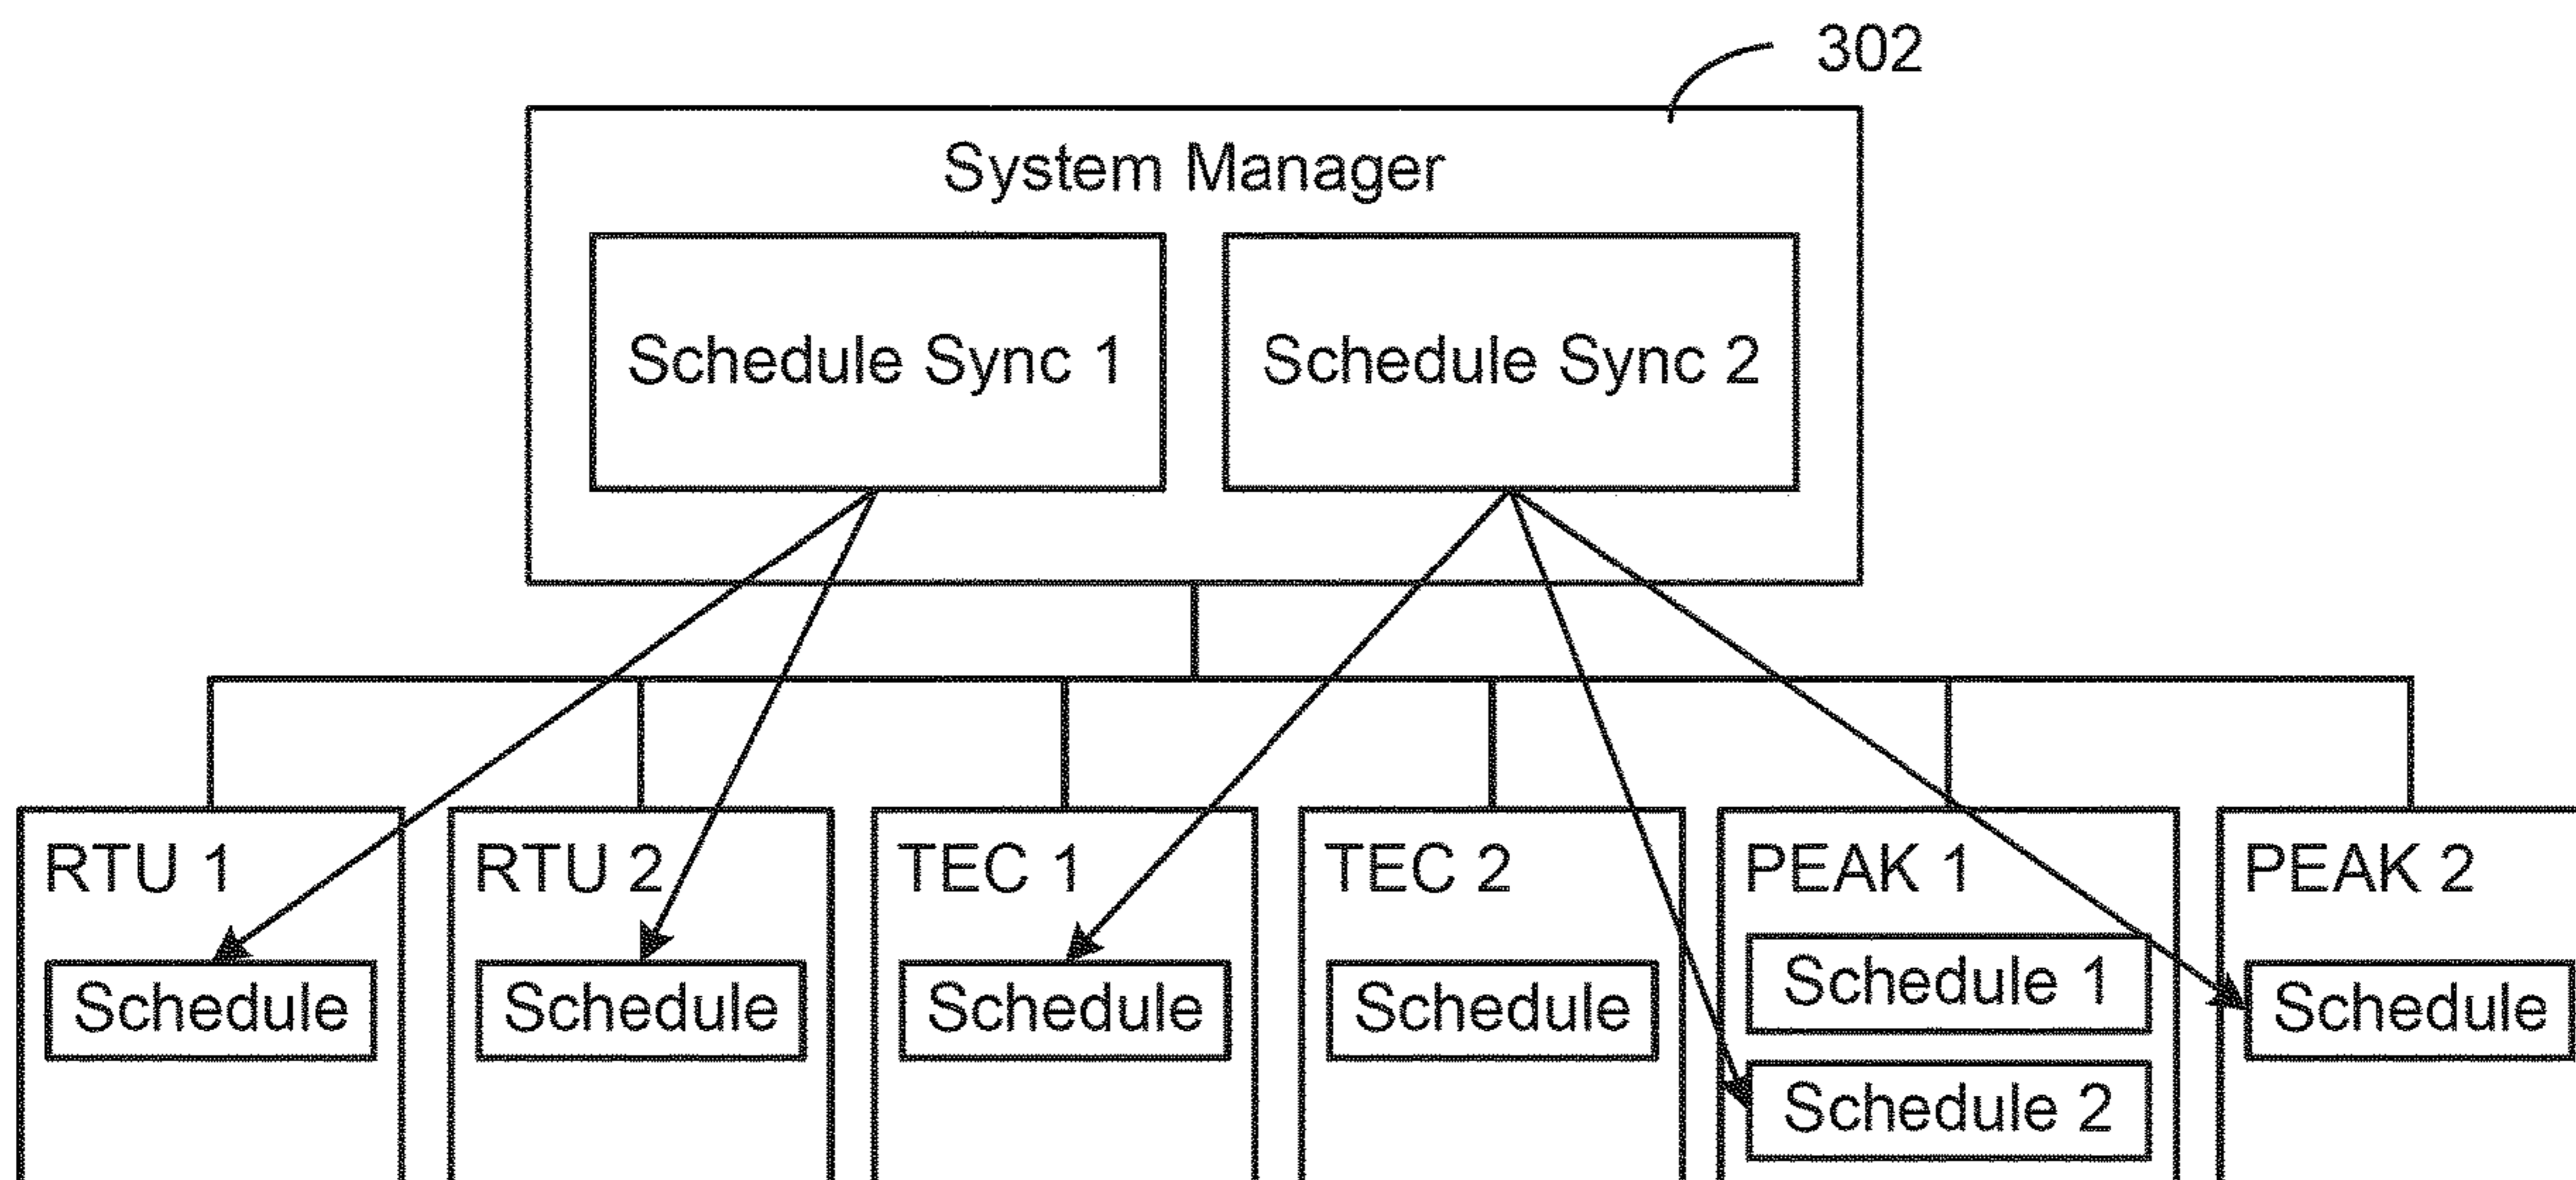 302
System Manager
Schedule Sync 1
Schedule Sync 2
RTU 1
Schedule
RTU 2
Schedule
TEC 1
Schedule
TEC 2
Schedule
PEAK 1
Schedule 1
Schedule 2
PEAK 2
Schedule